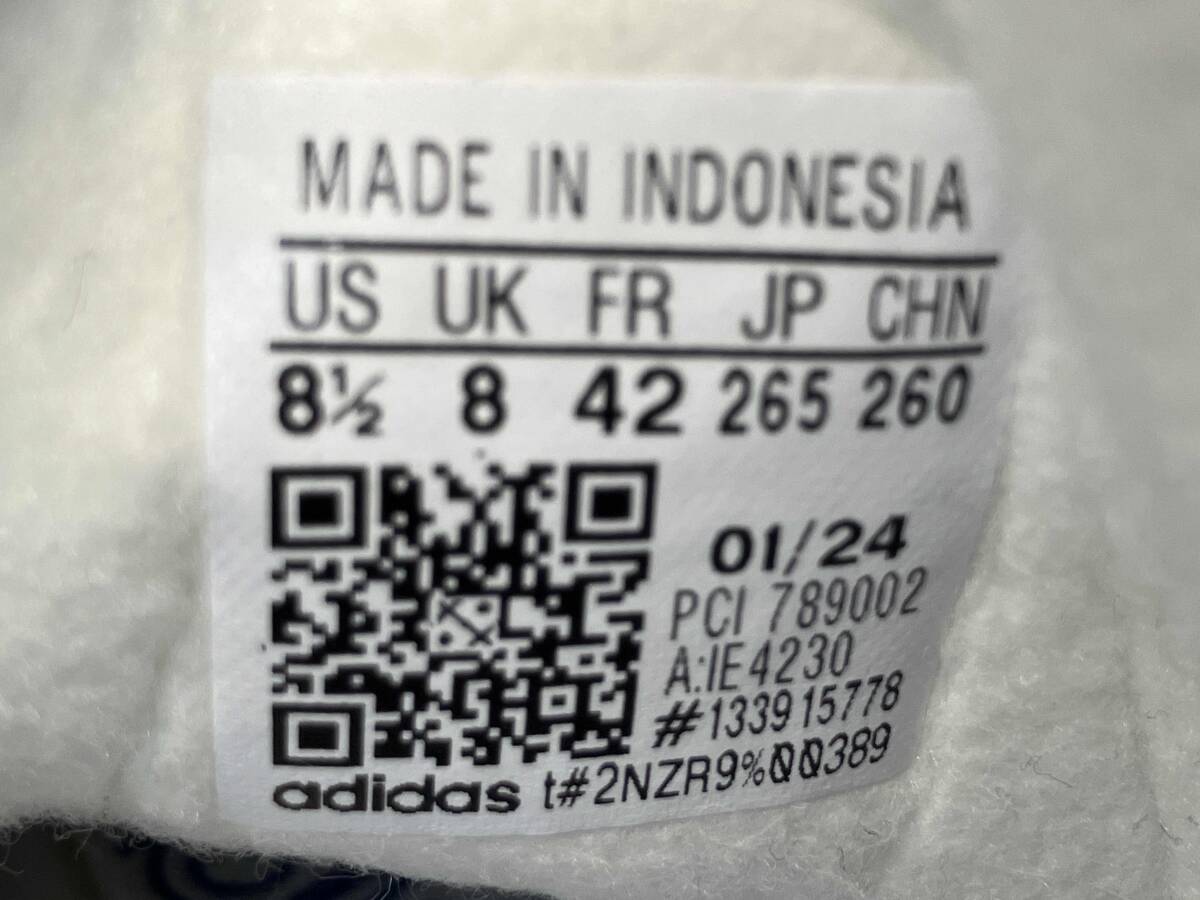 MADE IN INDONESIA
US UK FR JP CHN
8½ 8 42 265 260
01/24
PCI 789002
A:IE4230
#133915778
adidas t#2NZR9%00389